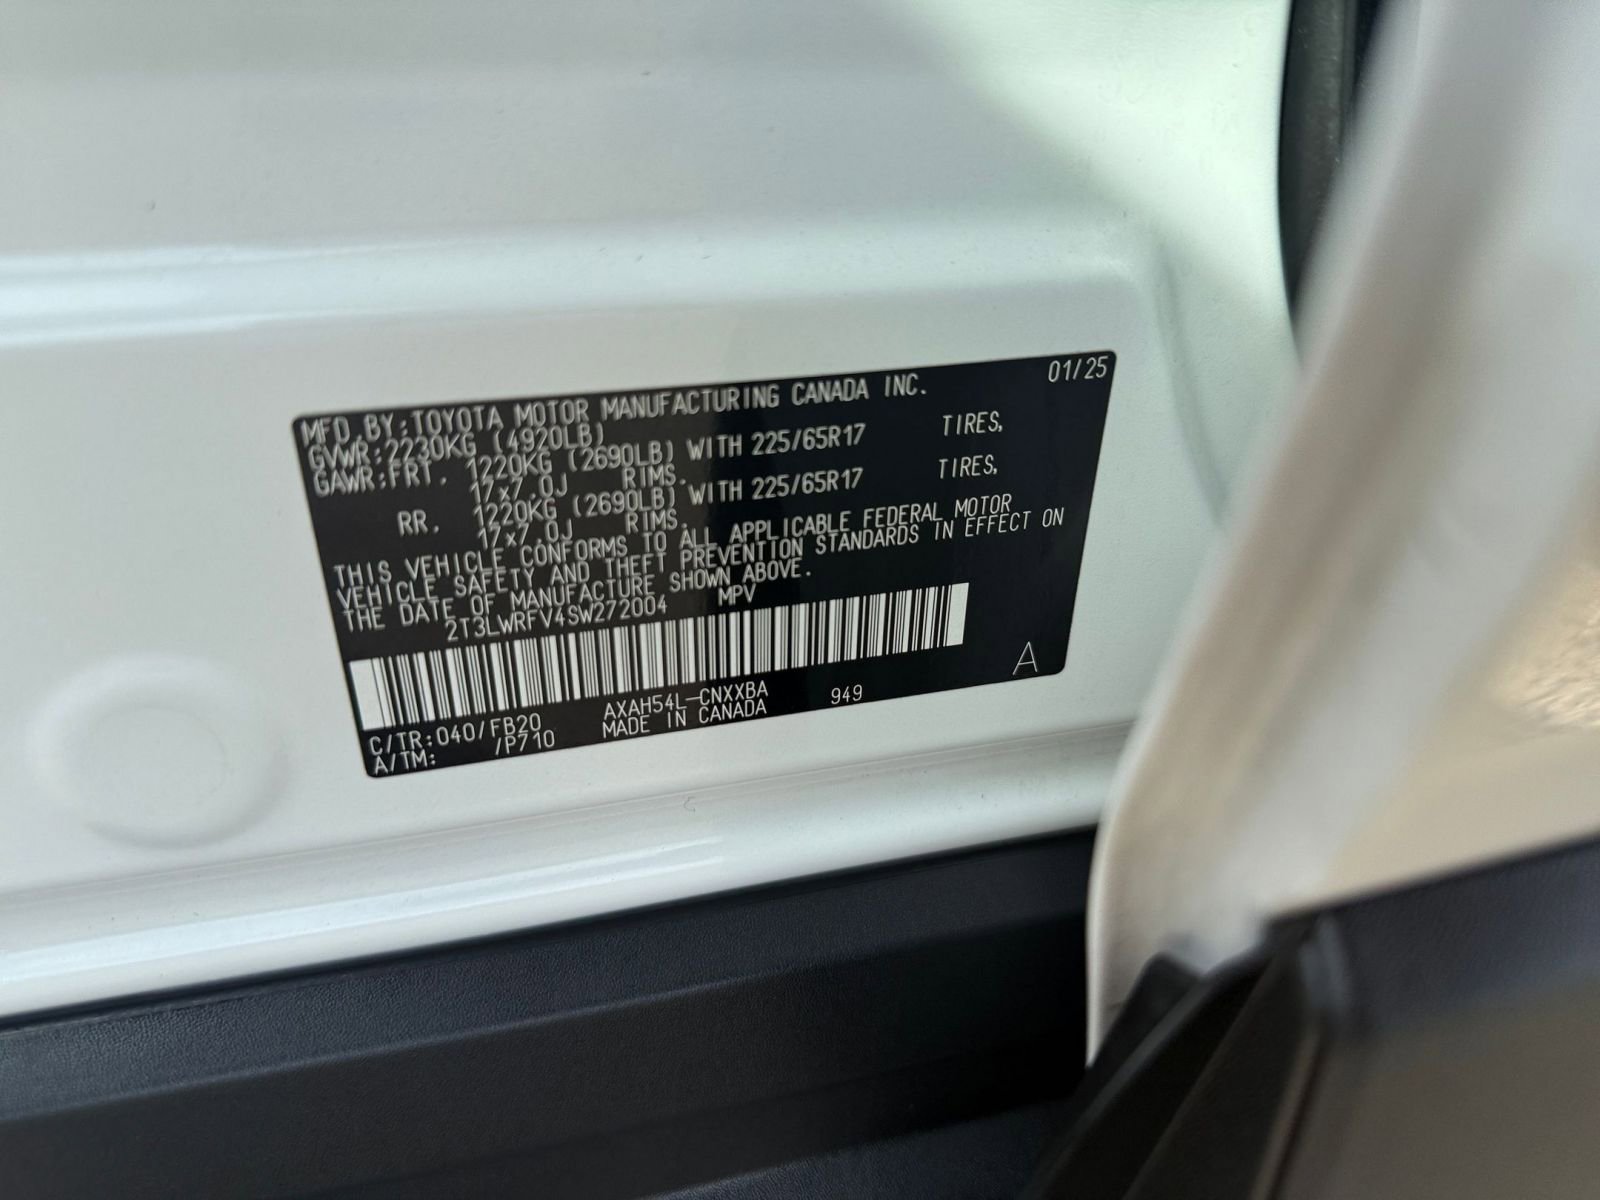 01/25
MFD. BY: TOYOTA MOTOR MANUFACTURING CANADA INC.
GVWR: 2230KG (4920LB)
GAWR: FRT. 1220KG (2690LB) WITH 225/65R17 TIRES,
17x7.0J RIMS.
RR. 1220KG (2690LB) WITH 225/65R17 TIRES,
17x7.0J RIMS.
THIS VEHICLE CONFORMS TO ALL APPLICABLE FEDERAL MOTOR
VEHICLE SAFETY AND THEFT PREVENTION STANDARDS IN EFFECT ON
THE DATE OF MANUFACTURE SHOWN ABOVE.
2T3LWRFV4SW272004 MPV
C/TR: 040/FB20 AXAH54L-CNXXBA 949 A
A/TM: /P710 MADE IN CANADA